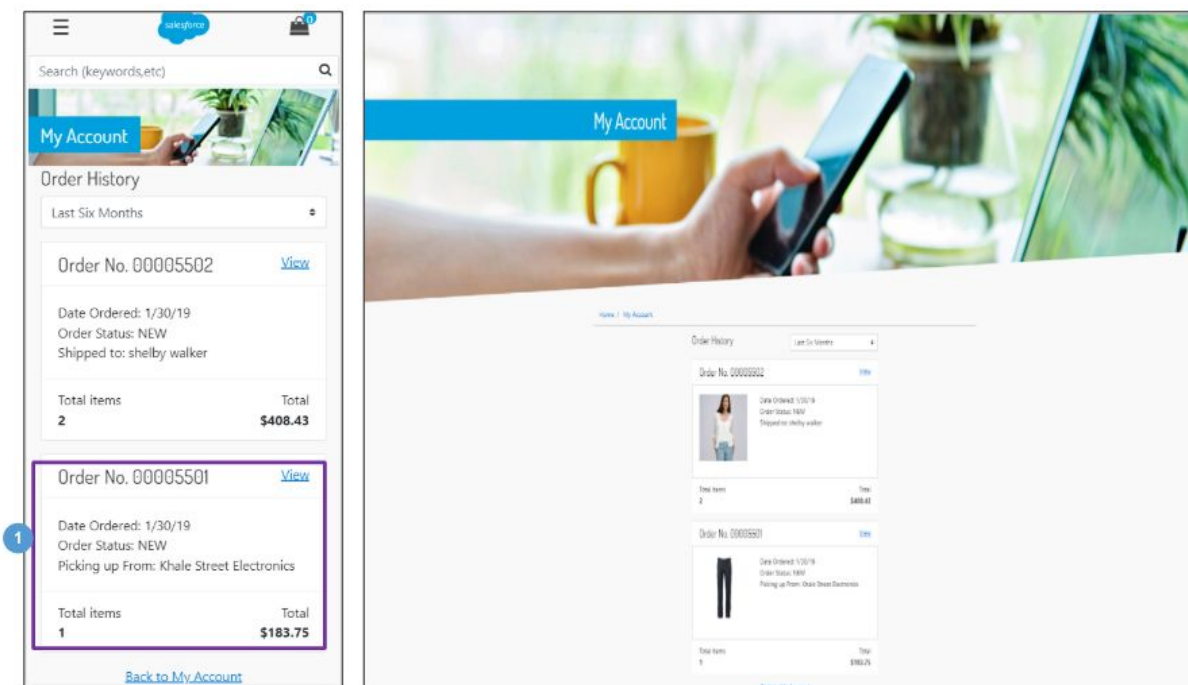 salesforce
0
Search (keywords,etc)
My Account
Order History
Last Six Months
Order No. 00005502 View
Date Ordered: 1/30/19
Order Status: NEW
Shipped to: shelby walker
Total items Total
2 $408.43
1
Order No. 00005501 View
Date Ordered: 1/30/19
Order Status: NEW
Picking up From: Khale Street Electronics
Total items Total
1 $183.75
Back to My Account
My Account
Home / My Account
Order History Last Six Months
Order No. 00005502 View
Date Ordered: 1/30/19
Order Status: NEW
Shipped to: shelby walker
Total items Total
2 $408.43
Order No. 00005501 View
Date Ordered: 1/30/19
Order Status: NEW
Picking up From: Khale Street Electronics
Total items Total
1 $183.75